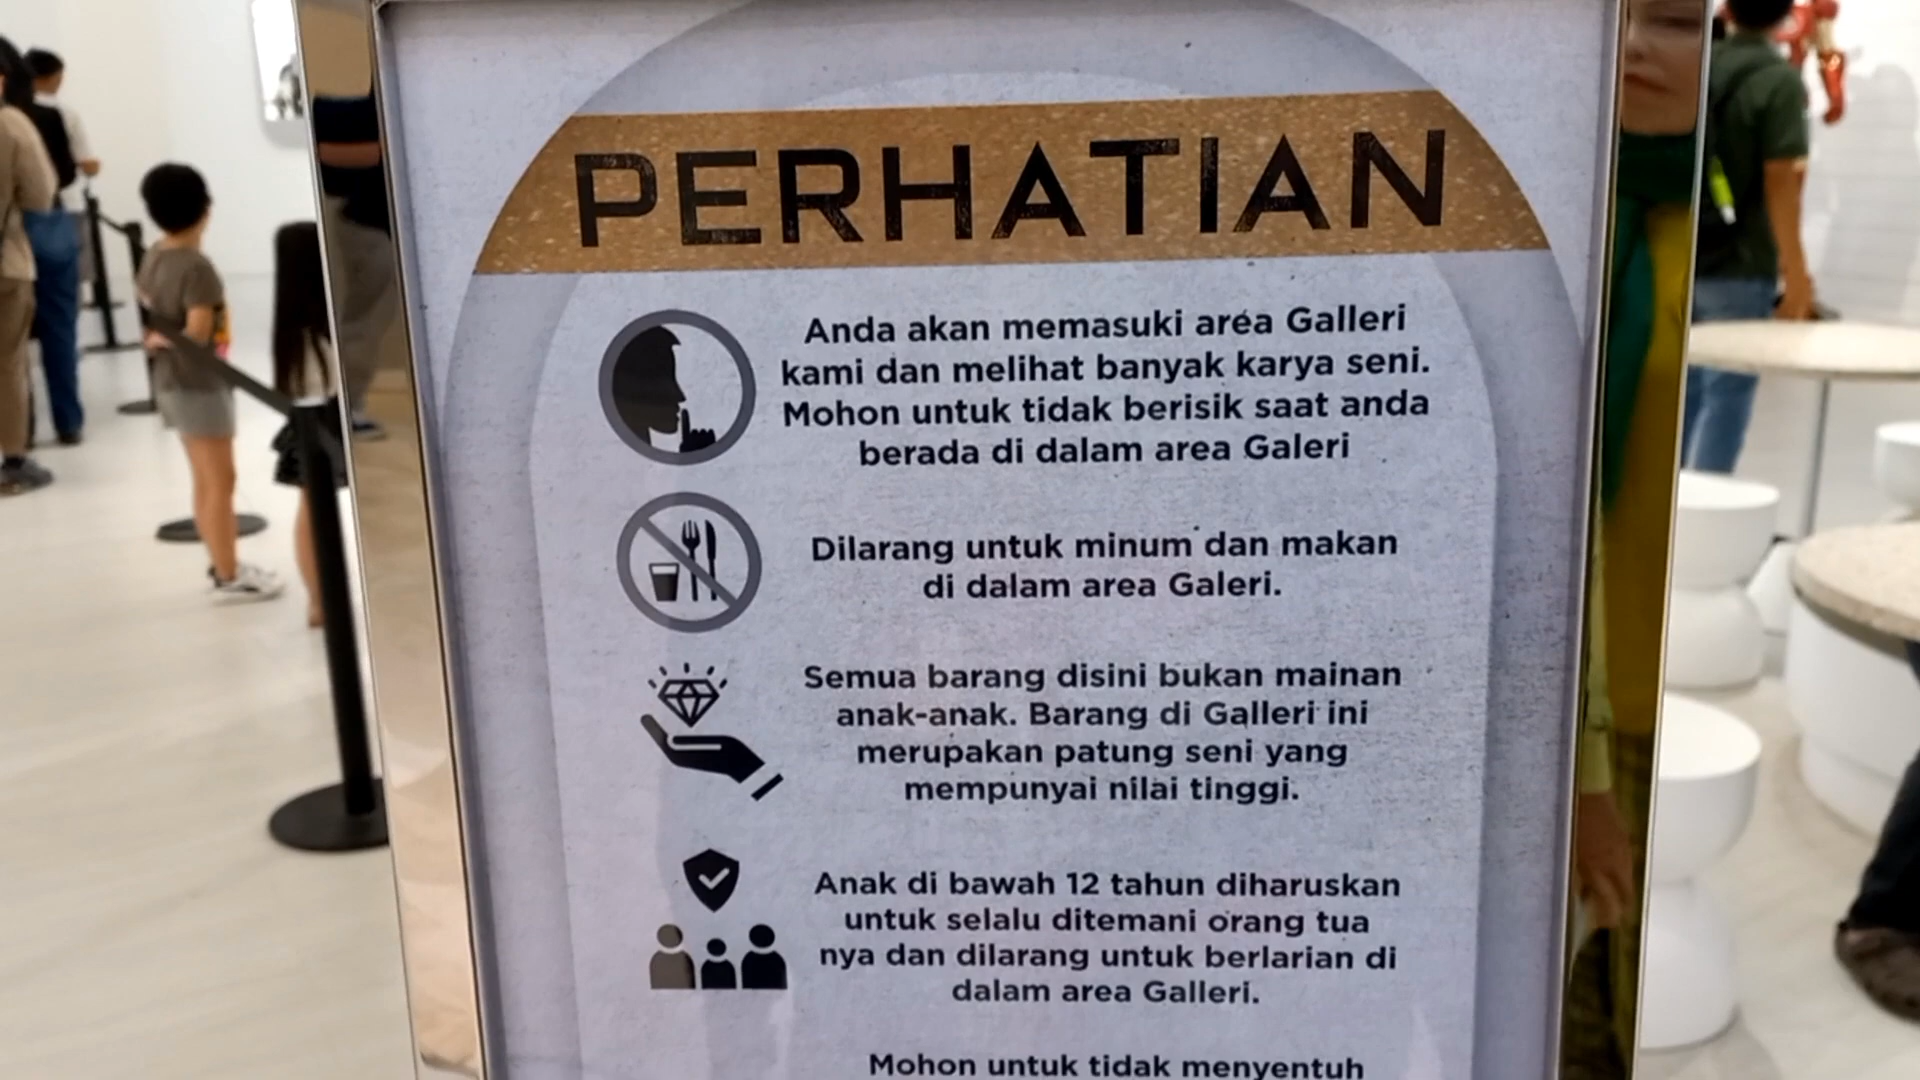 PERHATIAN
Anda akan memasuki area Galleri
kami dan melihat banyak karya seni.
Mohon untuk tidak berisik saat anda
berada di dalam area Galeri
Dilarang untuk minum dan makan
di dalam area Galeri.
Semua barang disini bukan mainan
anak-anak. Barang di Galleri ini
merupakan patung seni yang
mempunyai nilai tinggi.
Anak di bawah 12 tahun diharuskan
untuk selalu ditemani orang tua
nya dan dilarang untuk berlarian di
dalam area Galleri.
Mohon untuk tidak menyentuh